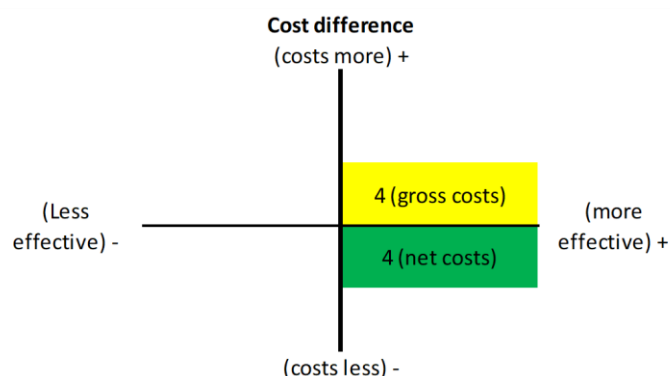 Cost difference
(costs more) +
4 (gross costs)
(Less
effective) -
(more
effective) +
4 (net costs)
(costs less) -